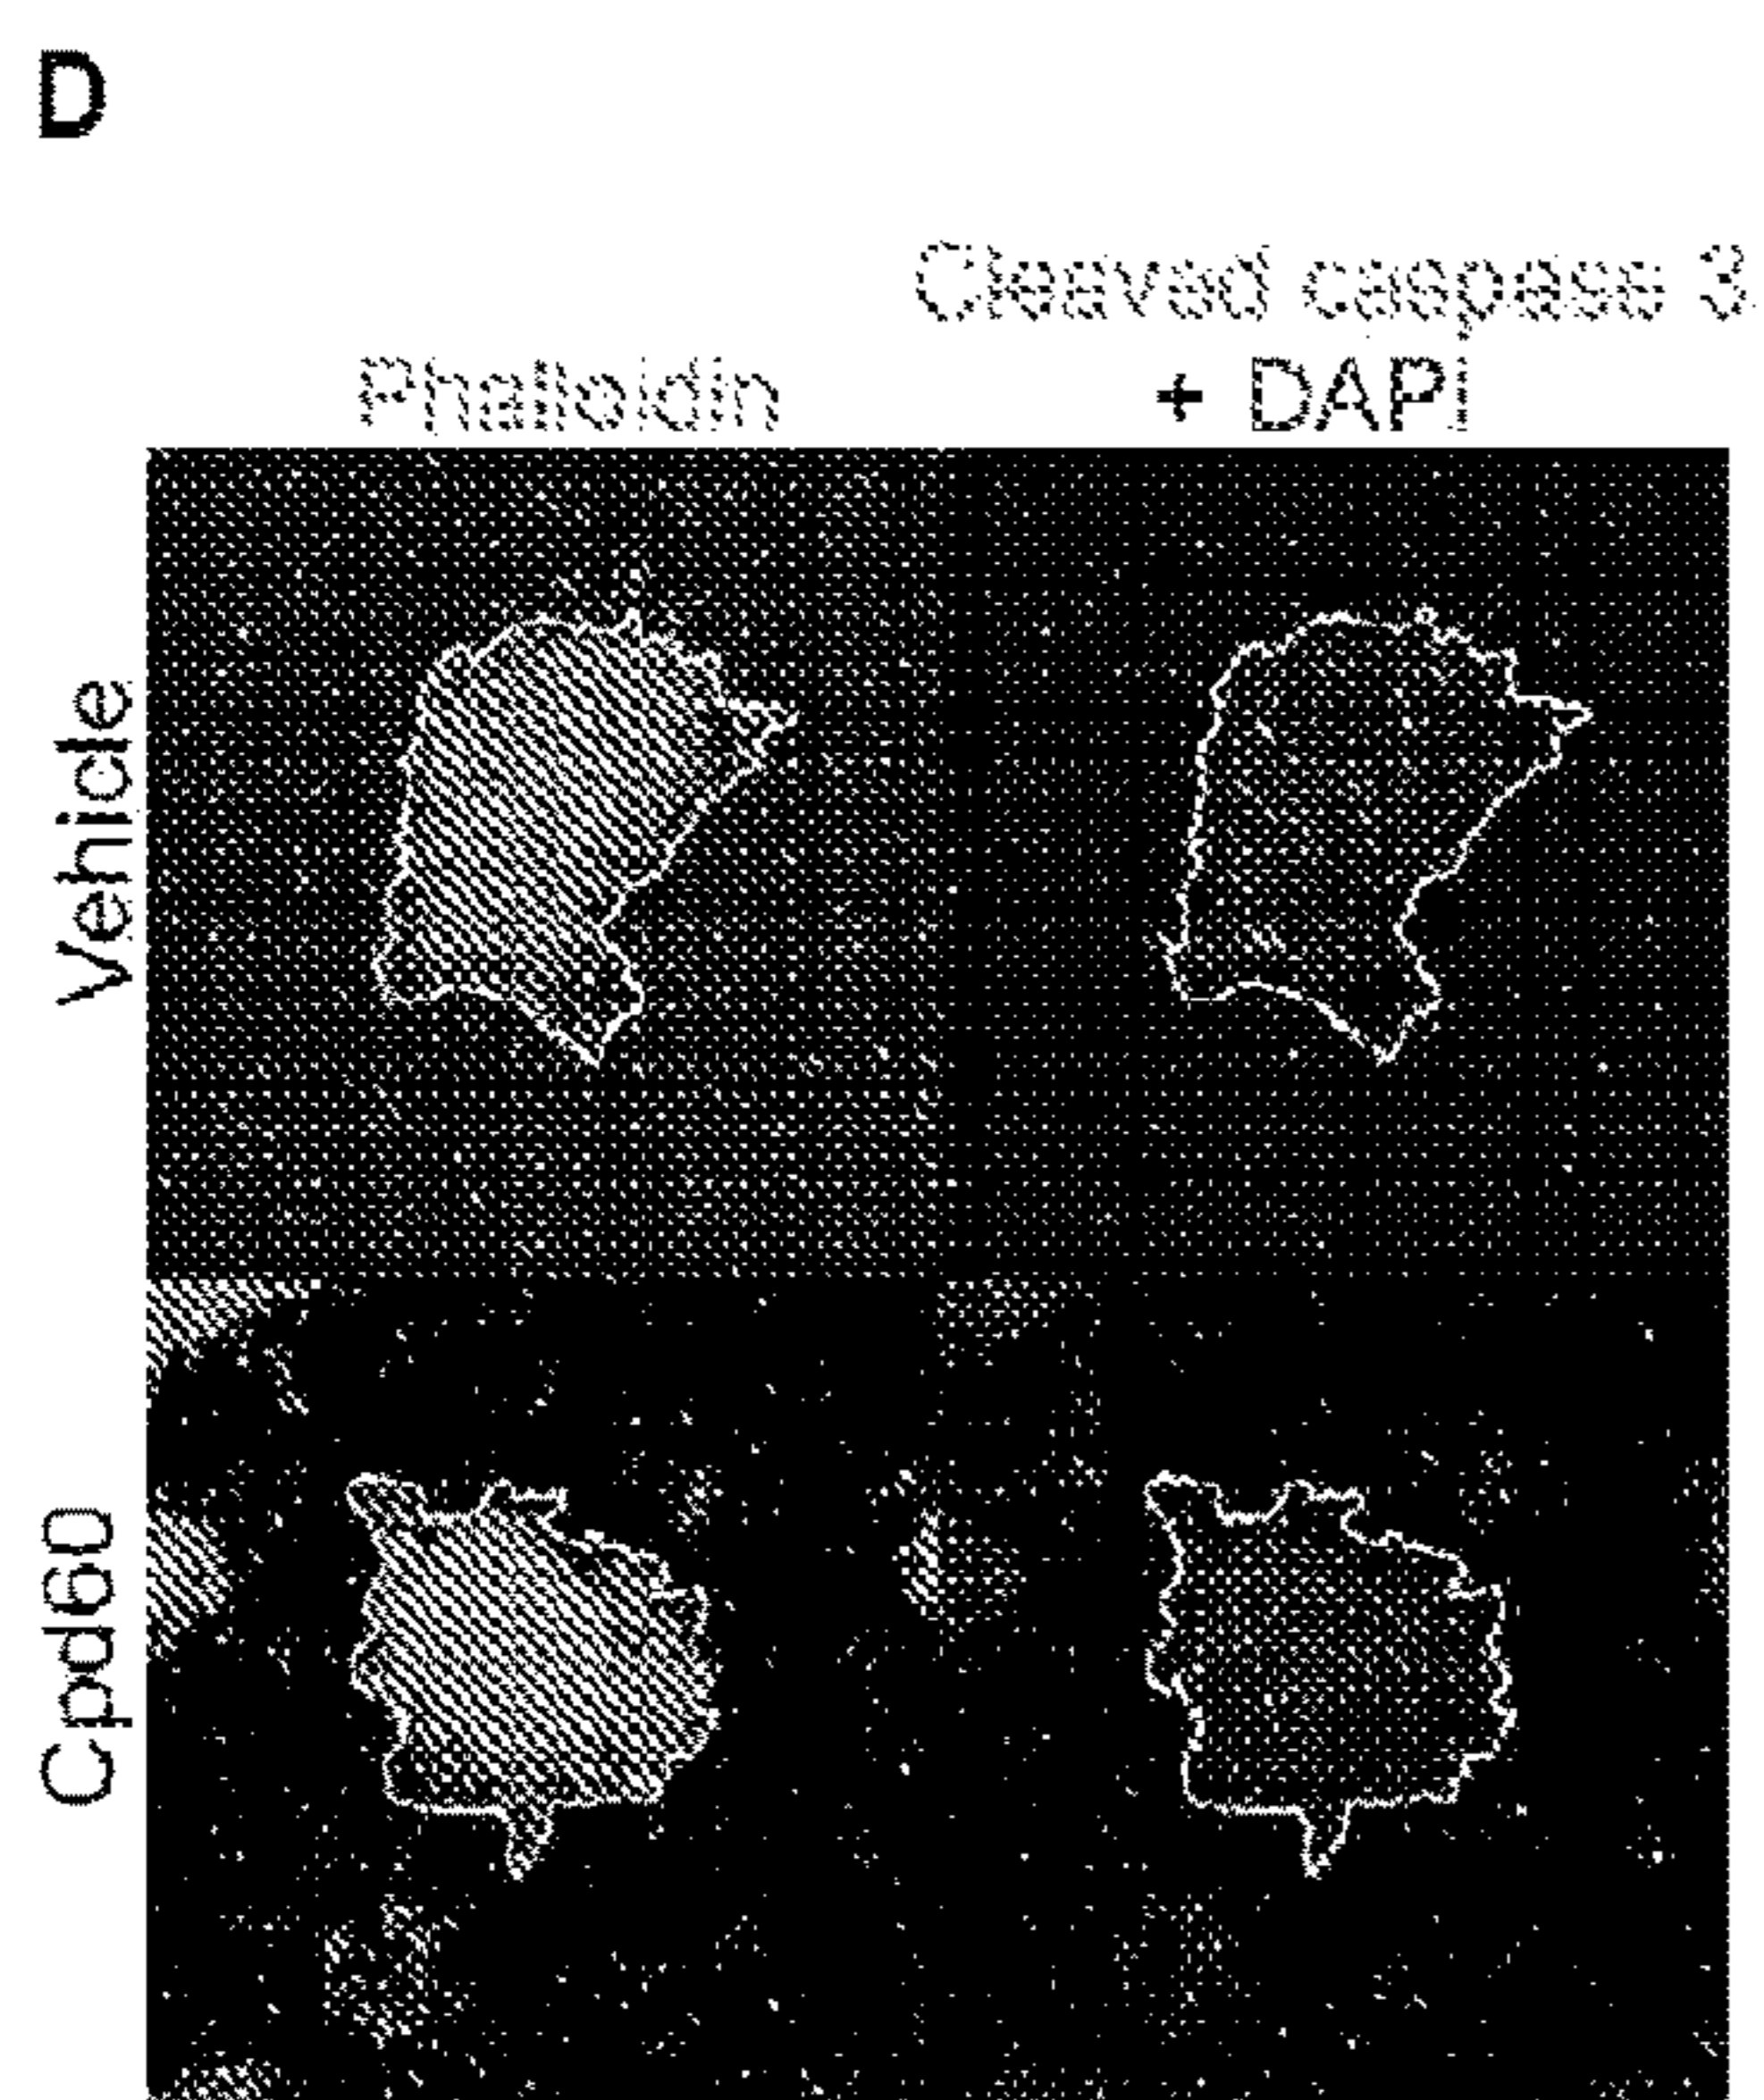 D
Cleaved caspase 3
Phalloidin
+ DAPI
Vehicle
Cpd60